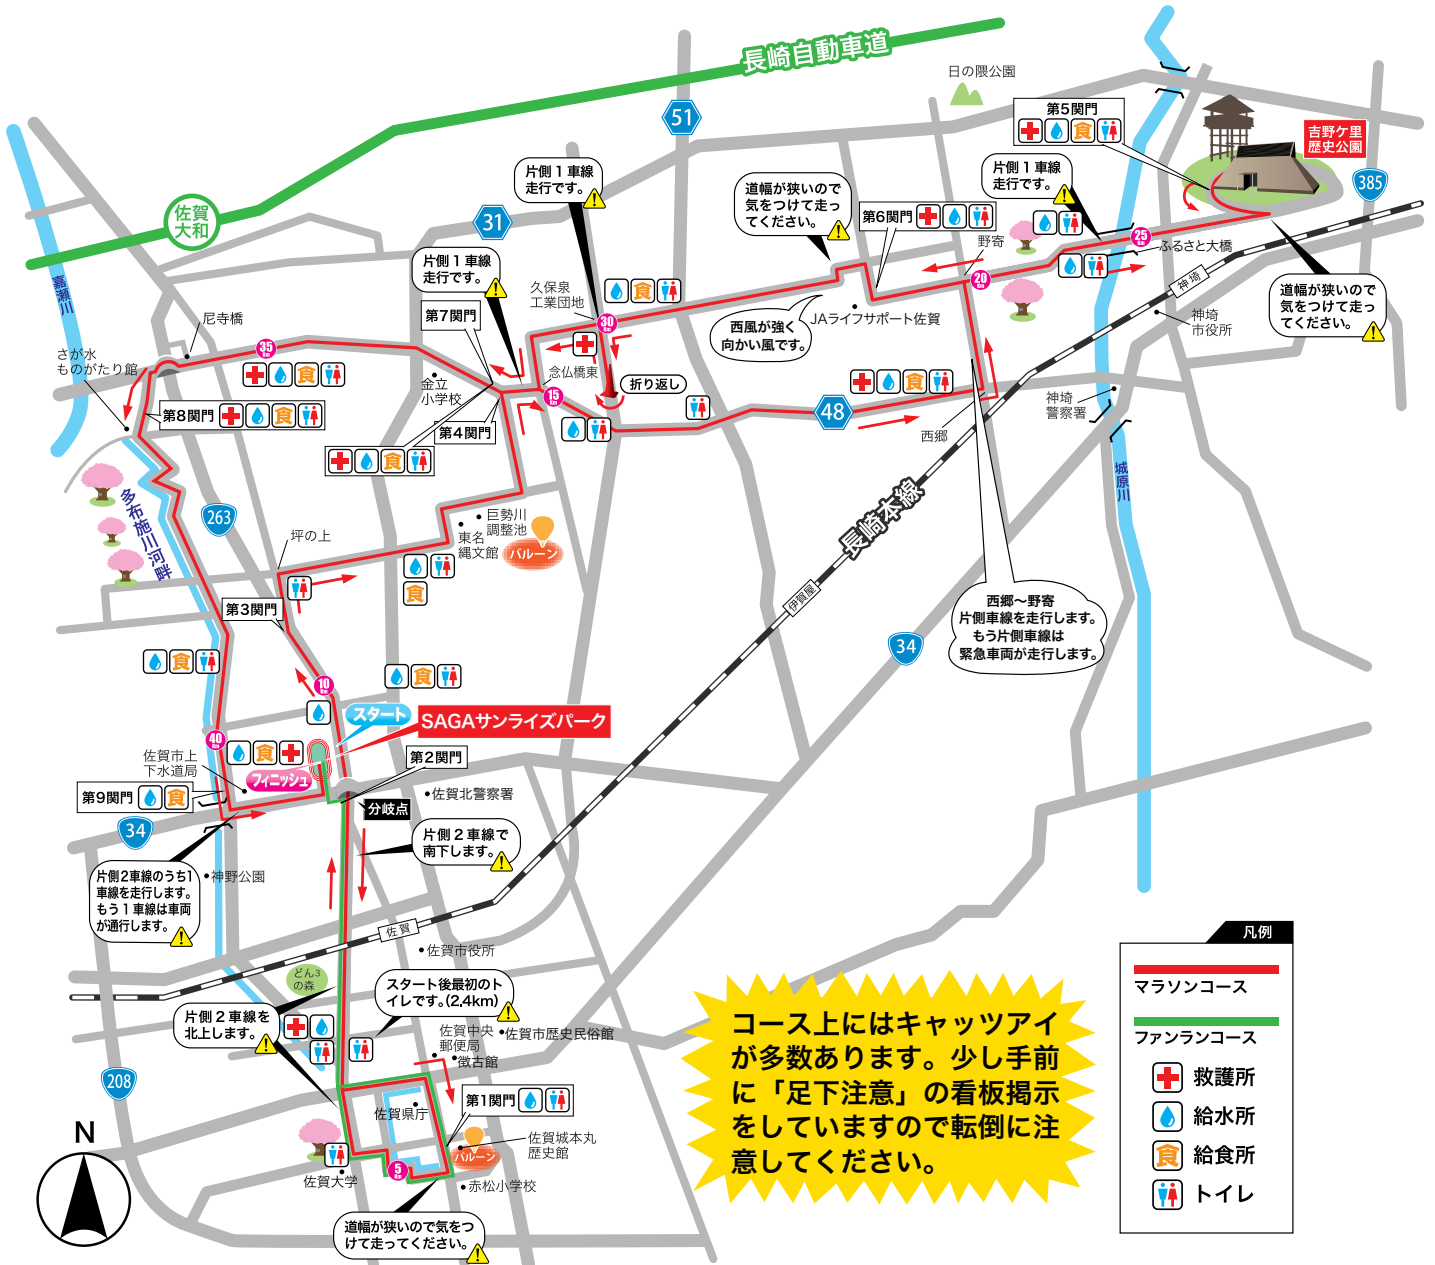 長崎自動車道
日の隈公園
51
第5関門
食
吉野ケ里
歴史公園
385
片側1車線
走行です。
道幅が狭いので
気をつけて走っ
てください。
片側1車線
走行です。
佐賀
大和
31
第6関門
野寄
25
Km
ふるさと大橋
片側1車線
走行です。
嘉瀬川
久保泉
工業団地
食
20
Km
神埼
道幅が狭いので
気をつけて走っ
てください。
第7関門
尼寺橋
30
Km
西風が強く
向かい風です。
JAライフサポート佐賀
神埼
市役所
さが水
ものがたり館
35
Km
食
金立
小学校
念仏橋東
折り返し
15
Km
食
48
神埼
警察署
第8関門
食
第4関門
西郷
食
城原川
多布施川河畔
263
巨勢川
調整池
東名
縄文館
バルーン
長崎本線
坪の上
食
第3関門
伊賀屋
西郷〜野寄
片側車線を走行します。
もう片側車線は
緊急車両が走行します。
34
食
食
10
Km
スタート
SAGAサンライズパーク
40
Km
食
佐賀市上
下水道局
フィニッシュ
第2関門
第9関門
食
佐賀北警察署
分岐点
34
片側2車線で
南下します。
片側2車線のうち1
車線を走行します。
もう1車線は車両
が通行します。
神野公園
佐賀
佐賀市役所
どん3
の森
スタート後最初のト
イレです。(2,4km)
片側2車線を
北上します。
佐賀中央
郵便局
佐賀市歴史民俗館
徴古館
208
第1関門
佐賀県庁
佐賀城本丸
歴史館
バルーン
5
Km
佐賀大学
赤松小学校
道幅が狭いので気をつ
けて走ってください。
N
コース上にはキャッツアイ
が多数あります。少し手前
に「足下注意」の看板掲示
をしていますので転倒に注
意してください。
凡例
マラソンコース
ファンランコース
救護所
給水所
食
給食所
トイレ